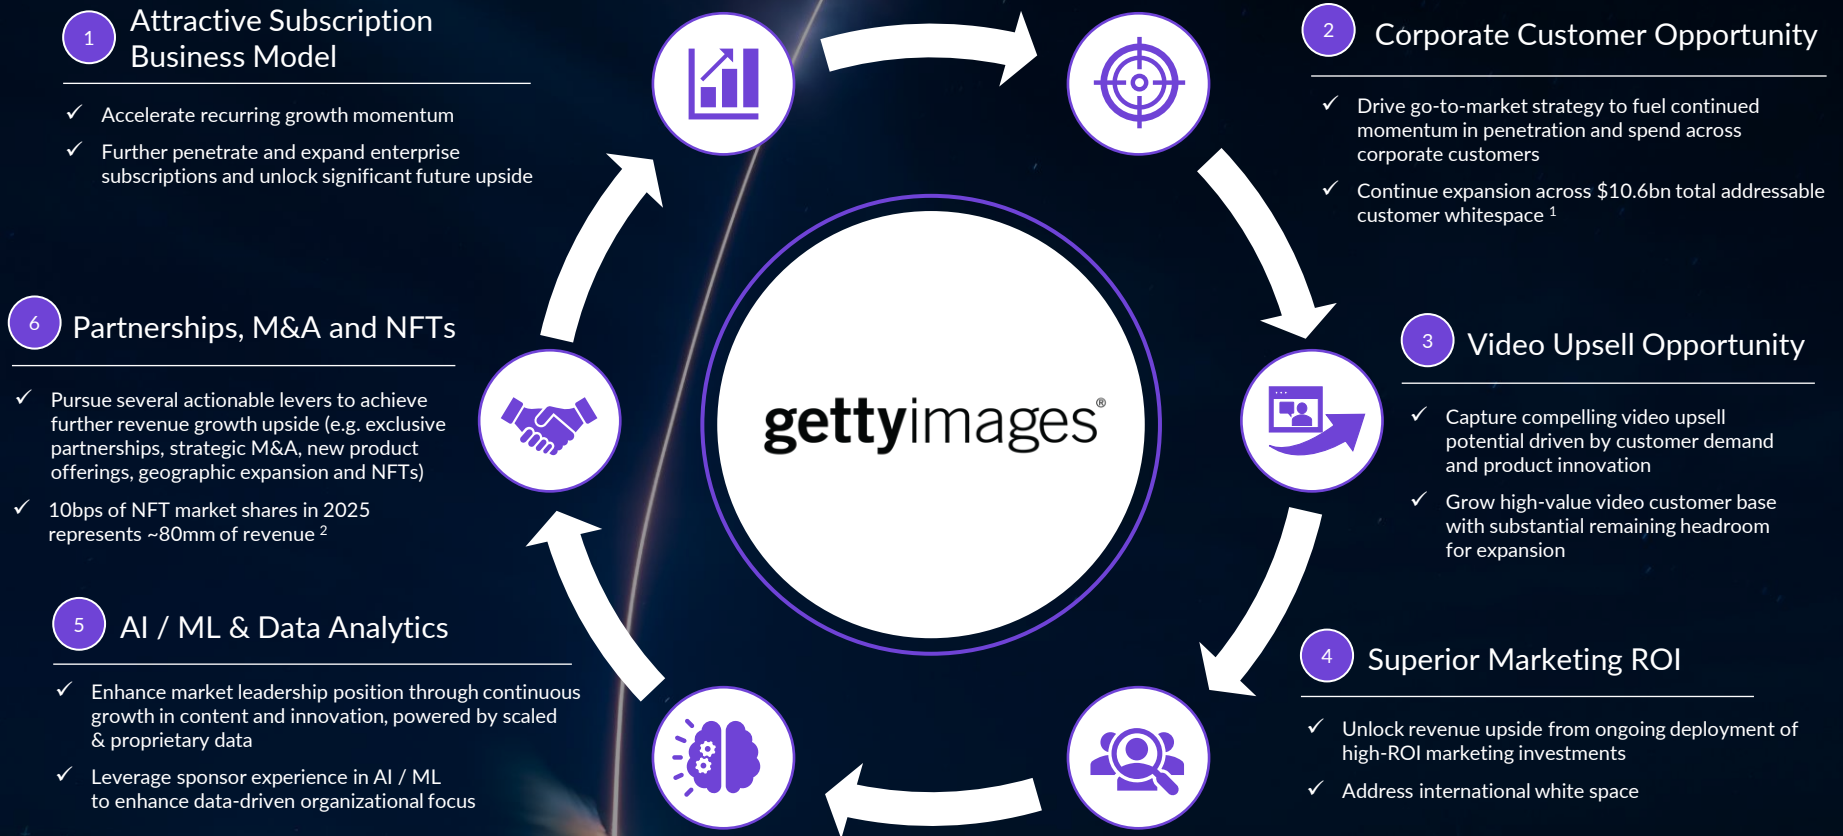 1
Attractive Subscription
Business Model
✓ Accelerate recurring growth momentum
✓ Further penetrate and expand enterprise
subscriptions and unlock significant future upside
2
Corporate Customer Opportunity
✓ Drive go-to-market strategy to fuel continued
momentum in penetration and spend across
corporate customers
✓ Continue expansion across $10.6bn total addressable
customer whitespace 1
3
Video Upsell Opportunity
✓ Capture compelling video upsell
potential driven by customer demand
and product innovation
✓ Grow high-value video customer base
with substantial remaining headroom
for expansion
4
Superior Marketing ROI
✓ Unlock revenue upside from ongoing deployment of
high-ROI marketing investments
✓ Address international white space
5
AI / ML & Data Analytics
✓ Enhance market leadership position through continuous
growth in content and innovation, powered by scaled
& proprietary data
✓ Leverage sponsor experience in AI / ML
to enhance data-driven organizational focus
6
Partnerships, M&A and NFTs
✓ Pursue several actionable levers to achieve
further revenue growth upside (e.g. exclusive
partnerships, strategic M&A, new product
offerings, geographic expansion and NFTs)
✓ 10bps of NFT market shares in 2025
represents ~80mm of revenue 2
gettyimages®